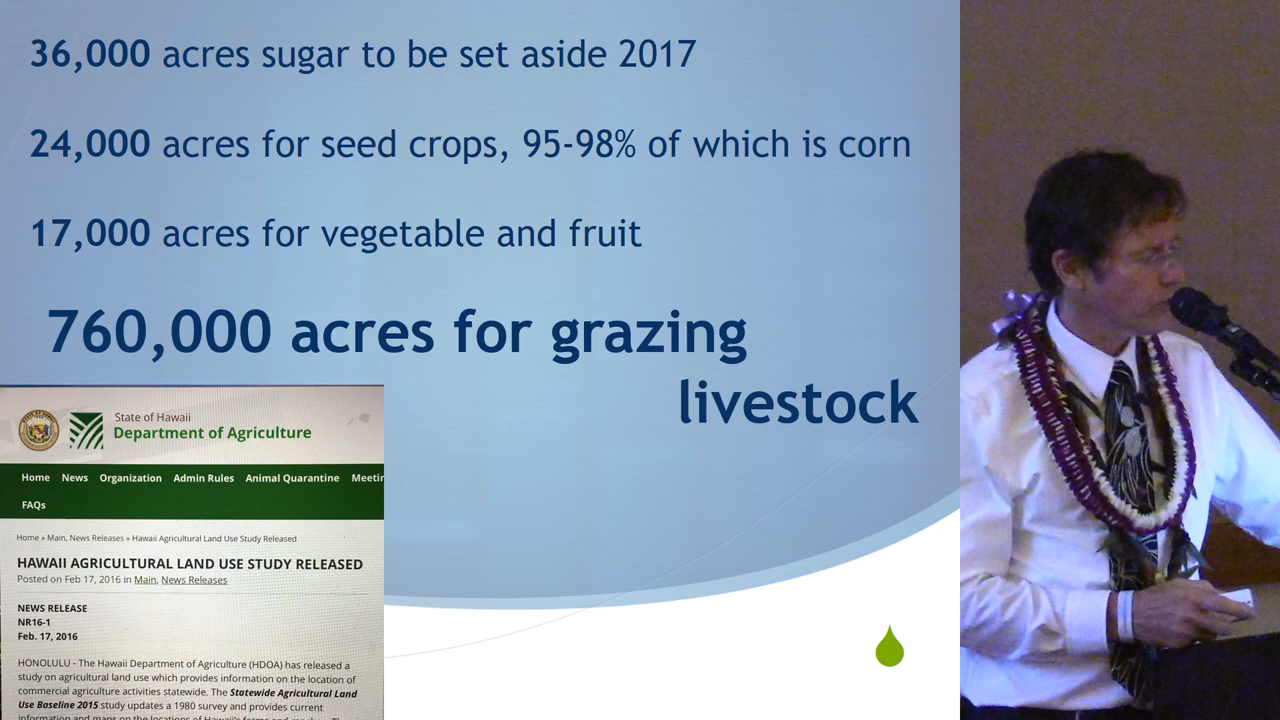 36,000 acres sugar to be set aside 2017
24,000 acres for seed crops, 95-98% of which is corn
17,000 acres for vegetable and fruit
760,000 acres for grazing
livestock
State of Hawaii
Department of Agriculture
Home News Organization Admin Rules Animal Quarantine Meetin
FAQs
Home » Main, News Releases » Hawaii Agricultural Land Use Study Released
HAWAII AGRICULTURAL LAND USE STUDY RELEASED
Posted on Feb 17, 2016 in Main, News Releases
NEWS RELEASE
NR16-1
Feb. 17, 2016
HONOLULU - The Hawaii Department of Agriculture (HDOA) has released a
study on agricultural land use which provides information on the location of
commercial agriculture activities statewide. The Statewide Agricultural Land
Use Baseline 2015 study updates a 1980 survey and provides current
information and maps on the locations of Hawaii's farms and